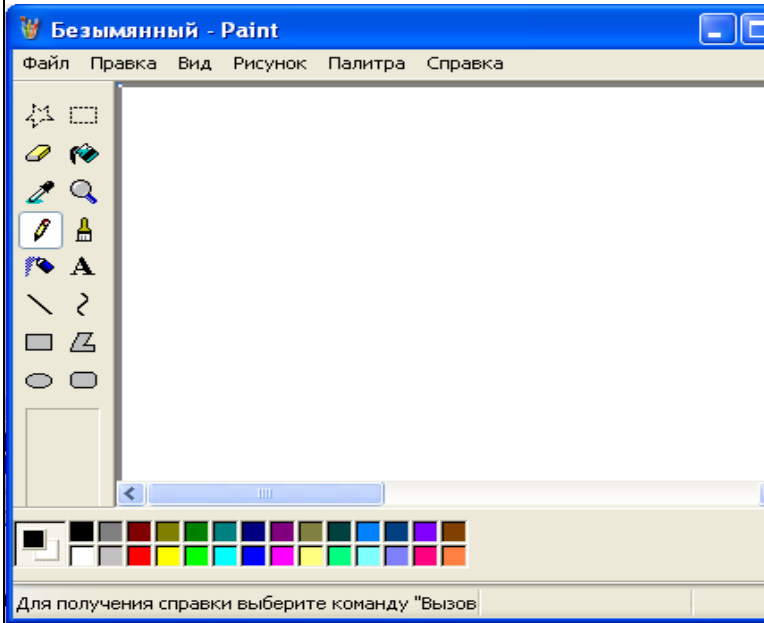 Безымянный - Paint
Файл Правка Вид Рисунок Палитра Справка
A
Для получения справки выберите команду "Вызов